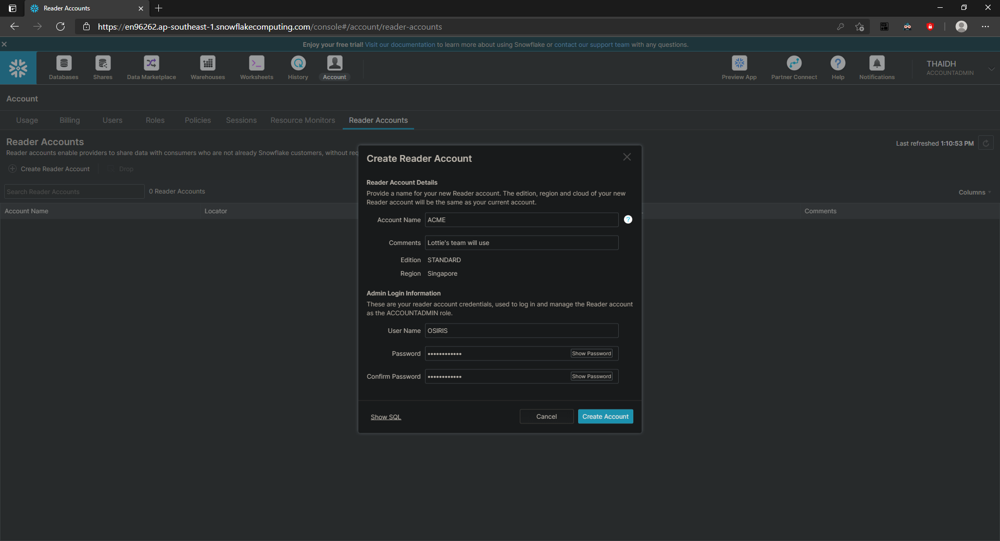 Reader Accounts
https://en96262.ap-southeast-1.snowflakecomputing.com/console#/account/reader-accounts
Enjoy your free trial! Visit our documentation to learn more about using Snowflake or contact our support team with any questions.
Databases
Shares
Data Marketplace
Warehouses
Worksheets
History
Account
Preview App
Partner Connect
Help
Notifications
THAIDH
ACCOUNTADMIN
Account
Usage
Billing
Users
Roles
Policies
Sessions
Resource Monitors
Reader Accounts
Reader Accounts
Reader accounts enable providers to share data with consumers who are not already Snowflake customers, without req
Last refreshed 1:10:53 PM
Create Reader Account
Drop
Search Reader Accounts
0 Reader Accounts
Columns
Account Name
Locator
Comments
Create Reader Account
Reader Account Details
Provide a name for your new Reader account. The edition, region and cloud of your new
Reader account will be the same as your current account.
Account Name ACME
?
Comments Lottie's team will use
Edition STANDARD
Region Singapore
Admin Login Information
These are your reader account credentials, used to log in and manage the Reader account
as the ACCOUNTADMIN role.
User Name OSIRIS
Password •••••••••••• Show Password
Confirm Password •••••••••••• Show Password
Show SQL
Cancel
Create Account